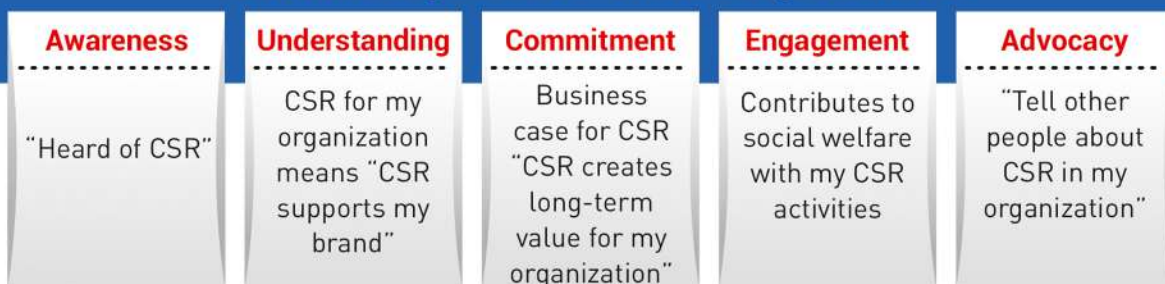 Awareness
"Heard of CSR"
Understanding
CSR for my
organization
means "CSR
supports my
brand"
Commitment
Business
case for CSR
"CSR creates
long-term
value for my
organization"
Engagement
Contributes to
social welfare
with my CSR
activities
Advocacy
"Tell other
people about
CSR in my
organization"